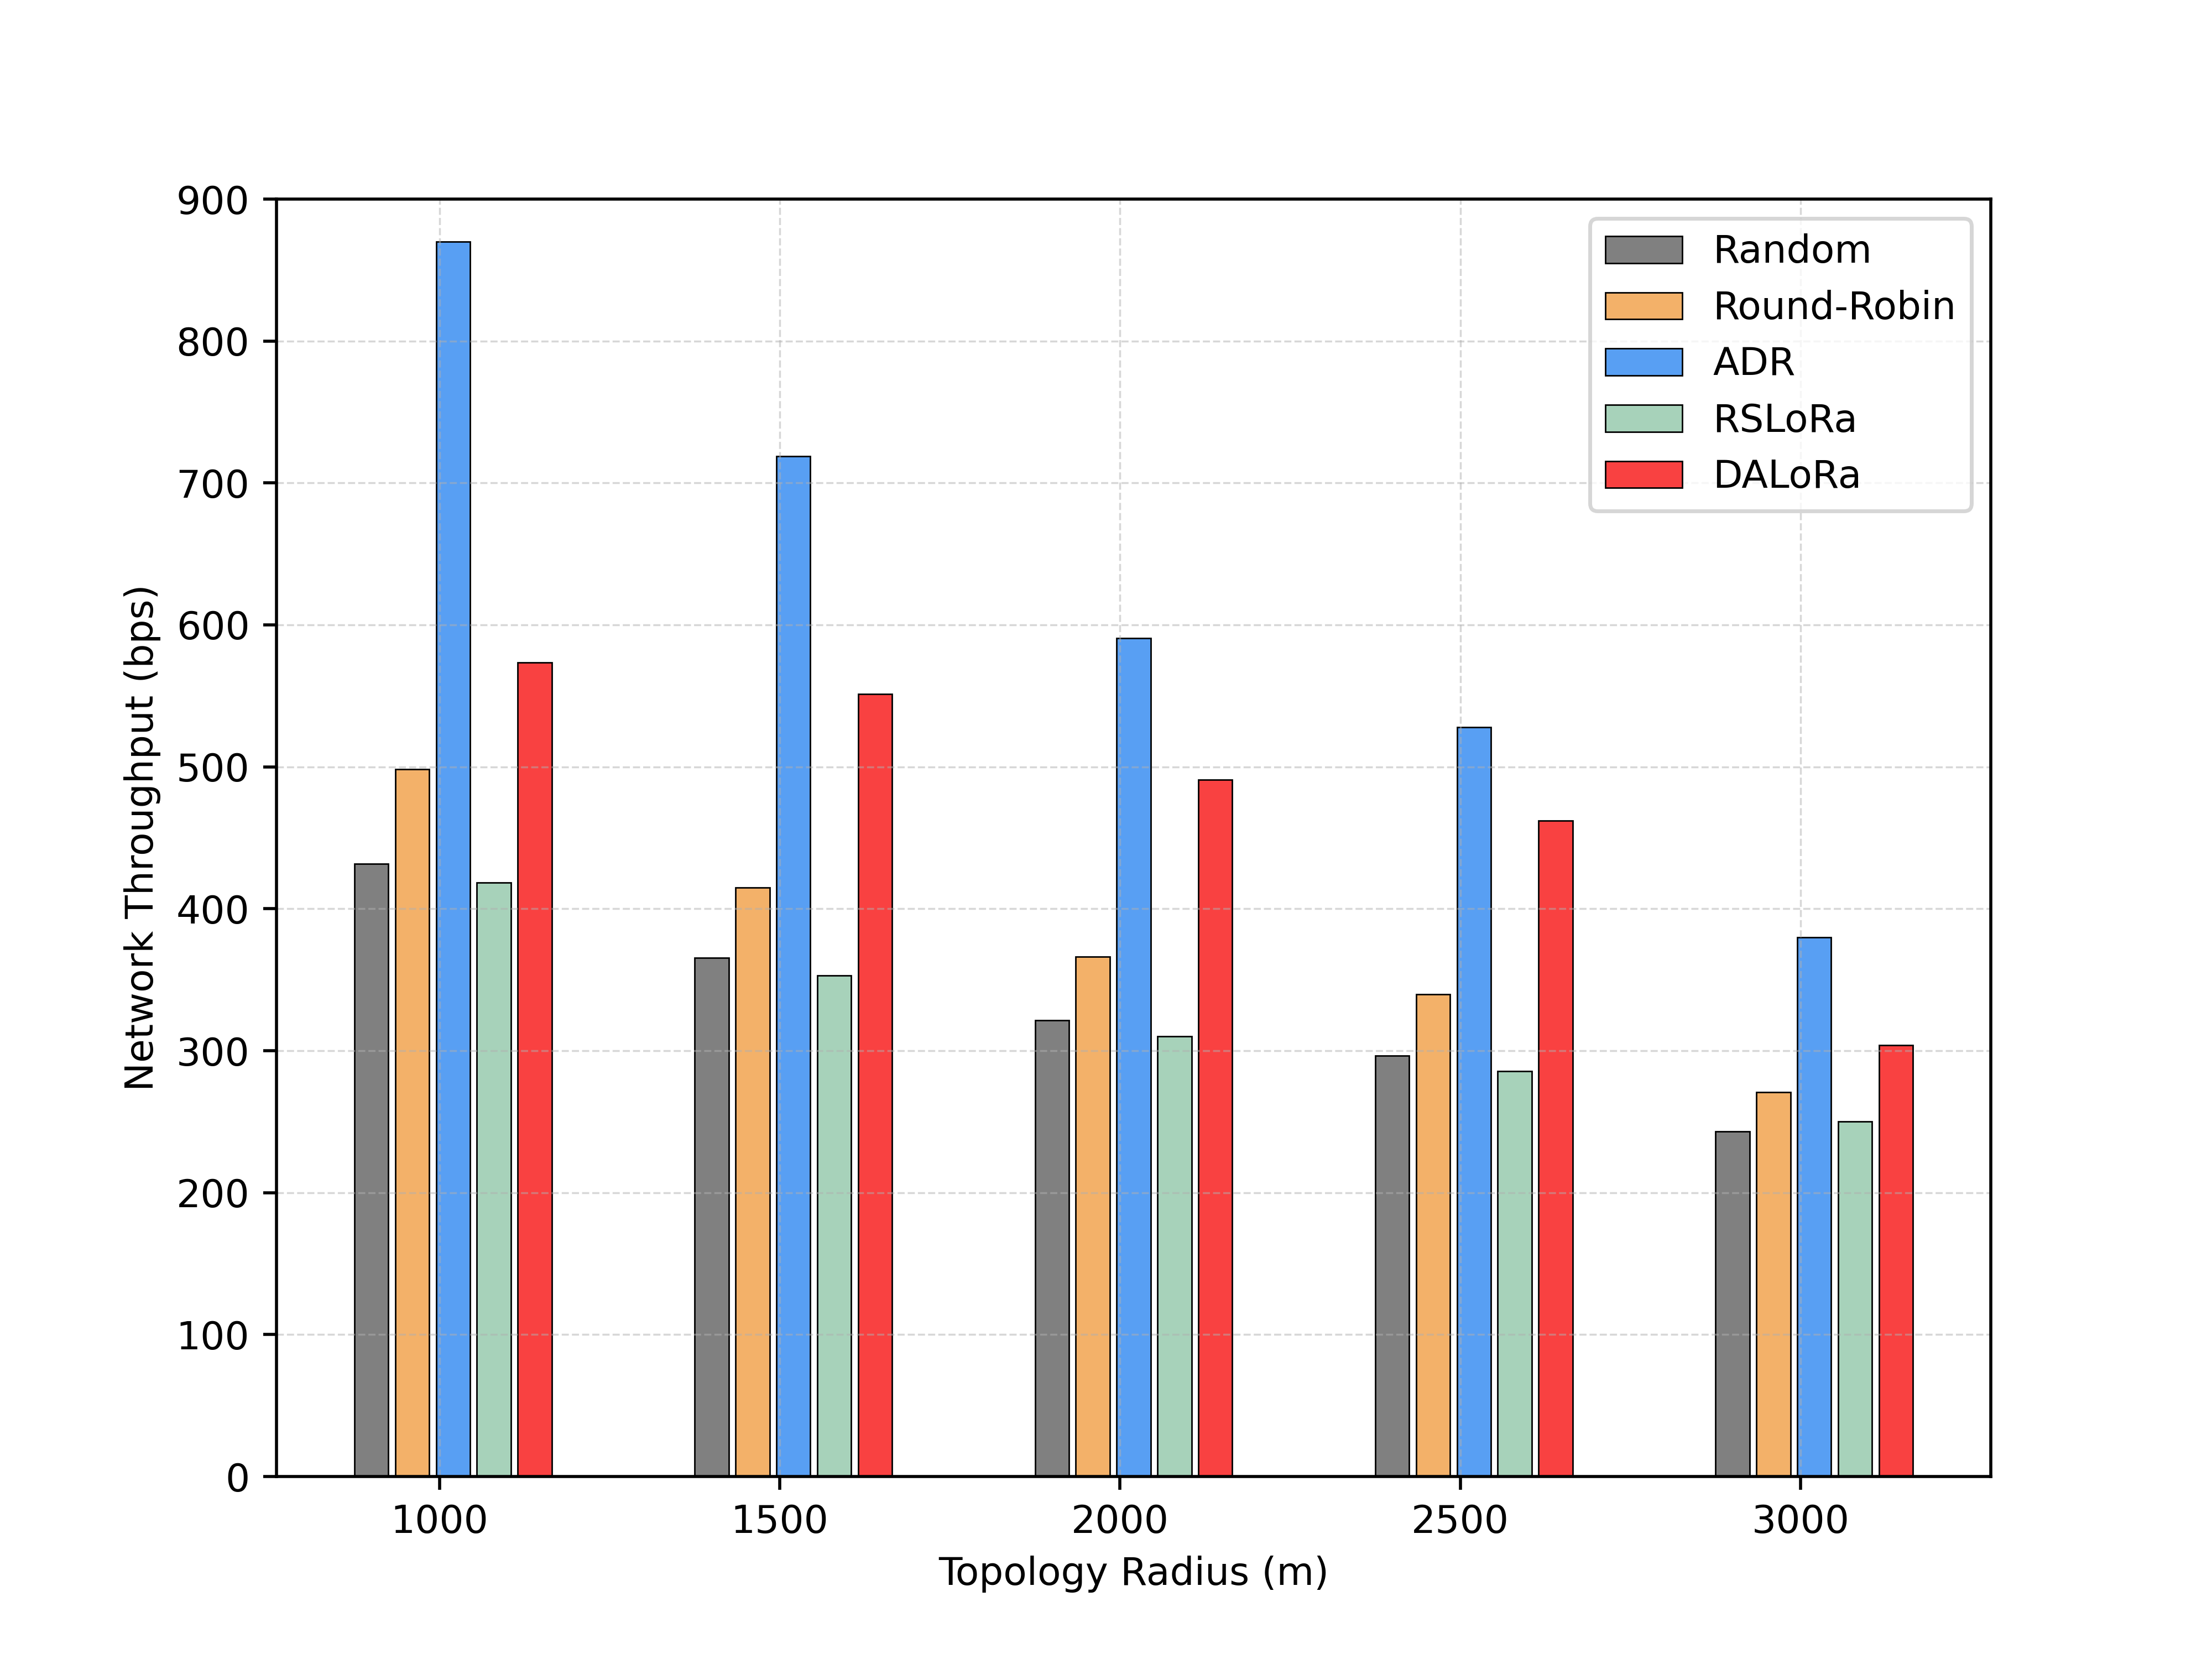 900
800
700
600
500
400
300
200
100
0
Network Throughput (bps)
Random
Round-Robin
ADR
RSLoRa
DALoRa
1000 1500 2000 2500 3000
Topology Radius (m)